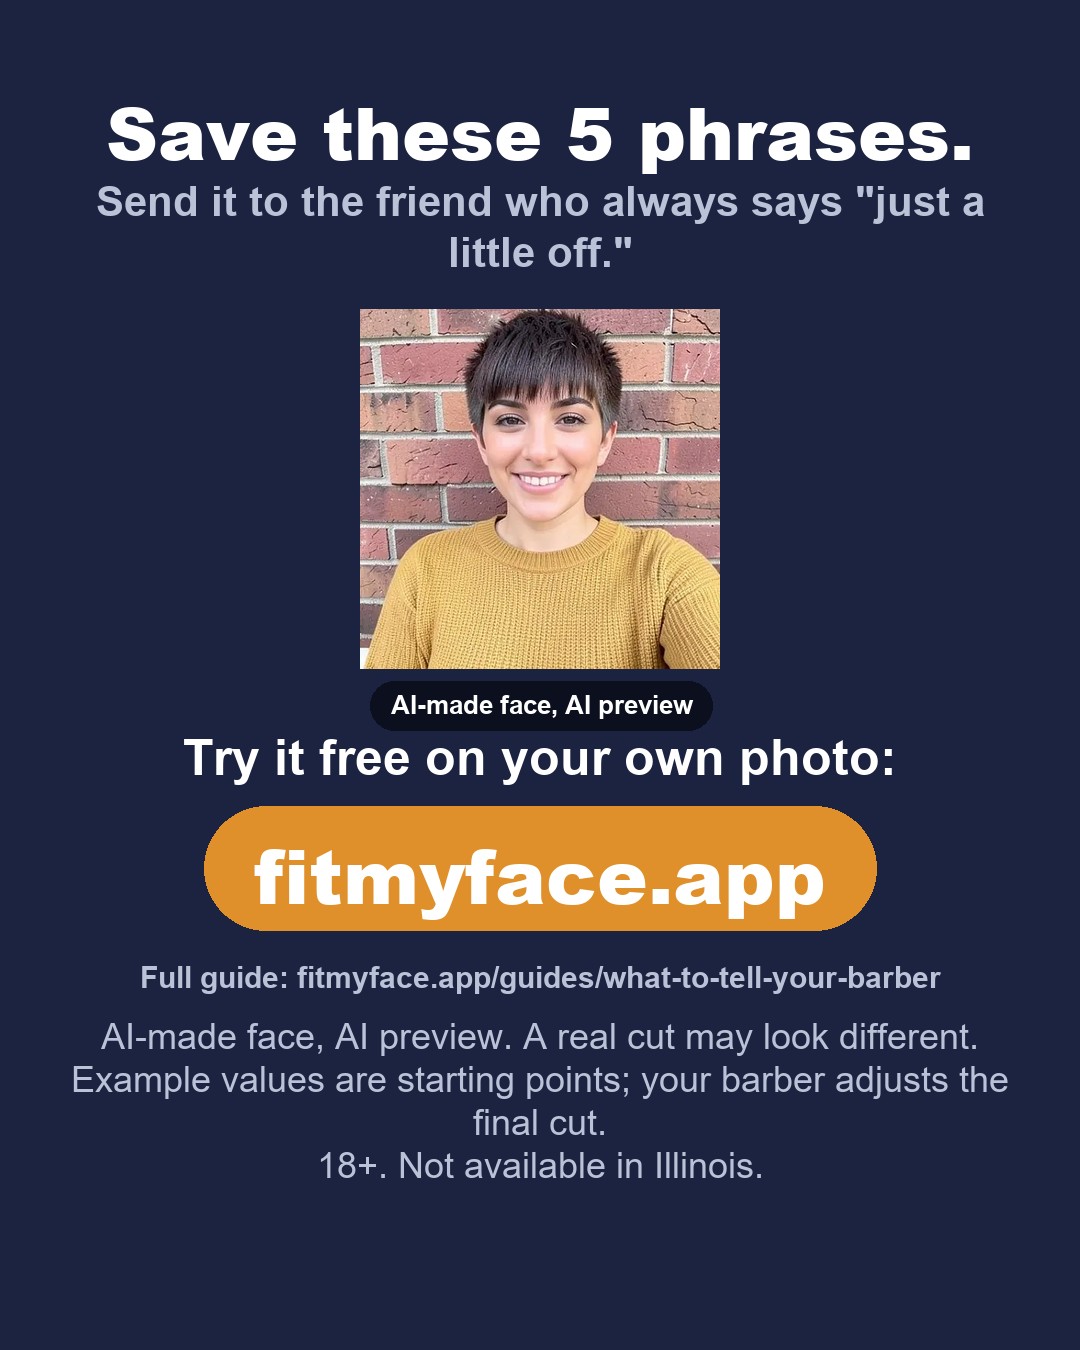 Save these 5 phrases.
Send it to the friend who always says "just a
little off."
AI-made face, AI preview
Try it free on your own photo:
fitmyface.app
Full guide: fitmyface.app/guides/what-to-tell-your-barber
AI-made face, AI preview. A real cut may look different.
Example values are starting points; your barber adjusts the
final cut.
18+. Not available in Illinois.